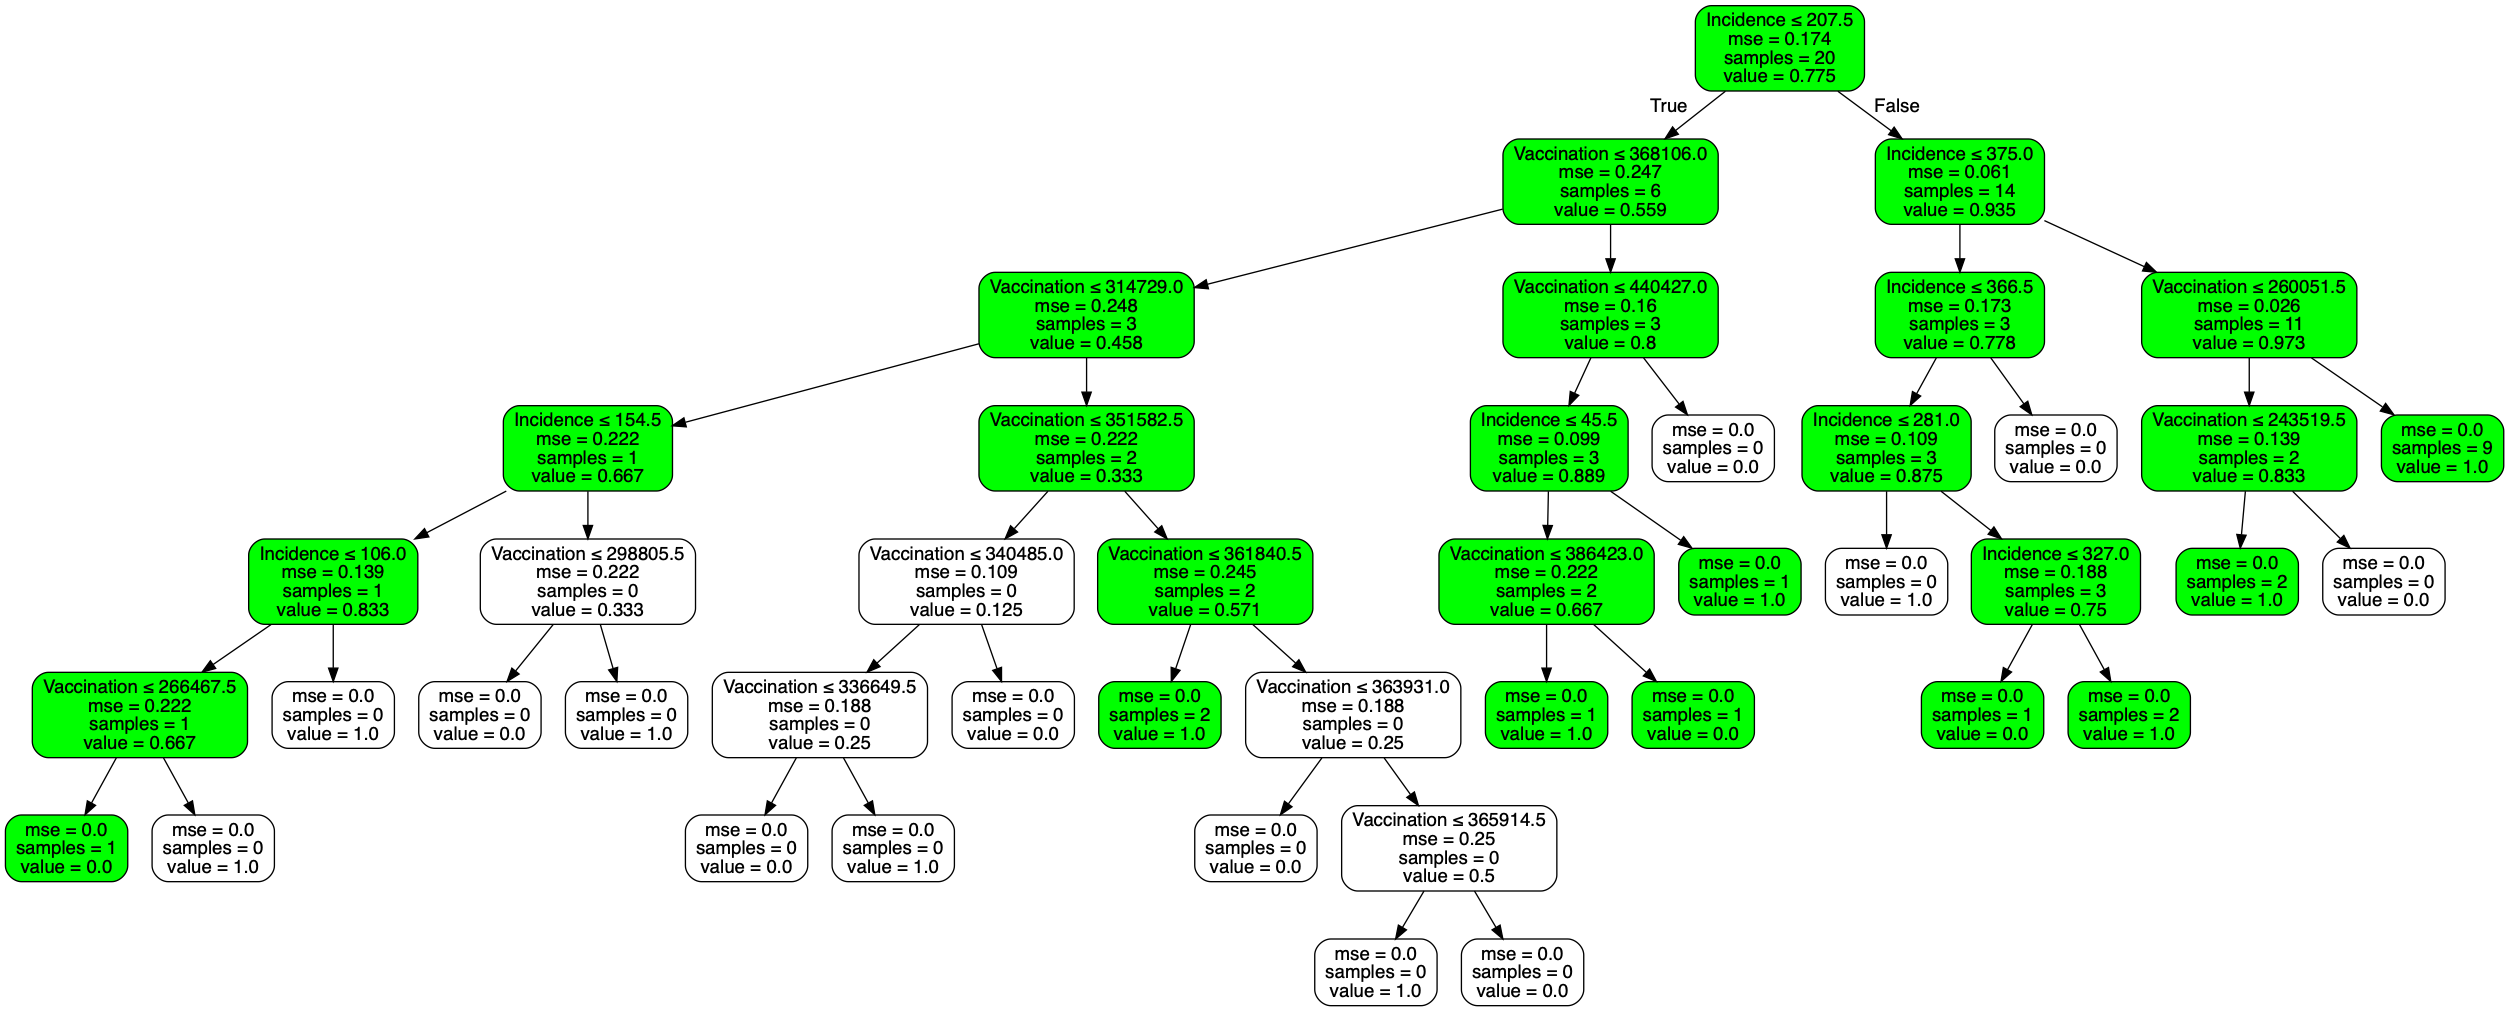 Incidence ≤ 207.5
mse = 0.174
samples = 20
value = 0.775
True
False
Vaccination ≤ 368106.0
mse = 0.247
samples = 6
value = 0.559
Incidence ≤ 375.0
mse = 0.061
samples = 14
value = 0.935
Vaccination ≤ 314729.0
mse = 0.248
samples = 3
value = 0.458
Vaccination ≤ 440427.0
mse = 0.16
samples = 3
value = 0.8
Incidence ≤ 366.5
mse = 0.173
samples = 3
value = 0.778
Vaccination ≤ 260051.5
mse = 0.026
samples = 11
value = 0.973
Incidence ≤ 154.5
mse = 0.222
samples = 1
value = 0.667
Vaccination ≤ 351582.5
mse = 0.222
samples = 2
value = 0.333
Incidence ≤ 45.5
mse = 0.099
samples = 3
value = 0.889
mse = 0.0
samples = 0
value = 0.0
Incidence ≤ 281.0
mse = 0.109
samples = 3
value = 0.875
mse = 0.0
samples = 0
value = 0.0
Vaccination ≤ 243519.5
mse = 0.139
samples = 2
value = 0.833
mse = 0.0
samples = 9
value = 1.0
Incidence ≤ 106.0
mse = 0.139
samples = 1
value = 0.833
Vaccination ≤ 298805.5
mse = 0.222
samples = 0
value = 0.333
Vaccination ≤ 340485.0
mse = 0.109
samples = 0
value = 0.125
Vaccination ≤ 361840.5
mse = 0.245
samples = 2
value = 0.571
Vaccination ≤ 386423.0
mse = 0.222
samples = 2
value = 0.667
mse = 0.0
samples = 1
value = 1.0
mse = 0.0
samples = 0
value = 1.0
Incidence ≤ 327.0
mse = 0.188
samples = 3
value = 0.75
mse = 0.0
samples = 2
value = 1.0
mse = 0.0
samples = 0
value = 0.0
Vaccination ≤ 266467.5
mse = 0.222
samples = 1
value = 0.667
mse = 0.0
samples = 0
value = 1.0
mse = 0.0
samples = 0
value = 0.0
mse = 0.0
samples = 0
value = 1.0
Vaccination ≤ 336649.5
mse = 0.188
samples = 0
value = 0.25
mse = 0.0
samples = 0
value = 0.0
mse = 0.0
samples = 2
value = 1.0
Vaccination ≤ 363931.0
mse = 0.188
samples = 0
value = 0.25
mse = 0.0
samples = 1
value = 1.0
mse = 0.0
samples = 1
value = 0.0
mse = 0.0
samples = 1
value = 0.0
mse = 0.0
samples = 2
value = 1.0
mse = 0.0
samples = 1
value = 0.0
mse = 0.0
samples = 0
value = 1.0
mse = 0.0
samples = 0
value = 0.0
mse = 0.0
samples = 0
value = 1.0
mse = 0.0
samples = 0
value = 0.0
Vaccination ≤ 365914.5
mse = 0.25
samples = 0
value = 0.5
mse = 0.0
samples = 0
value = 1.0
mse = 0.0
samples = 0
value = 0.0